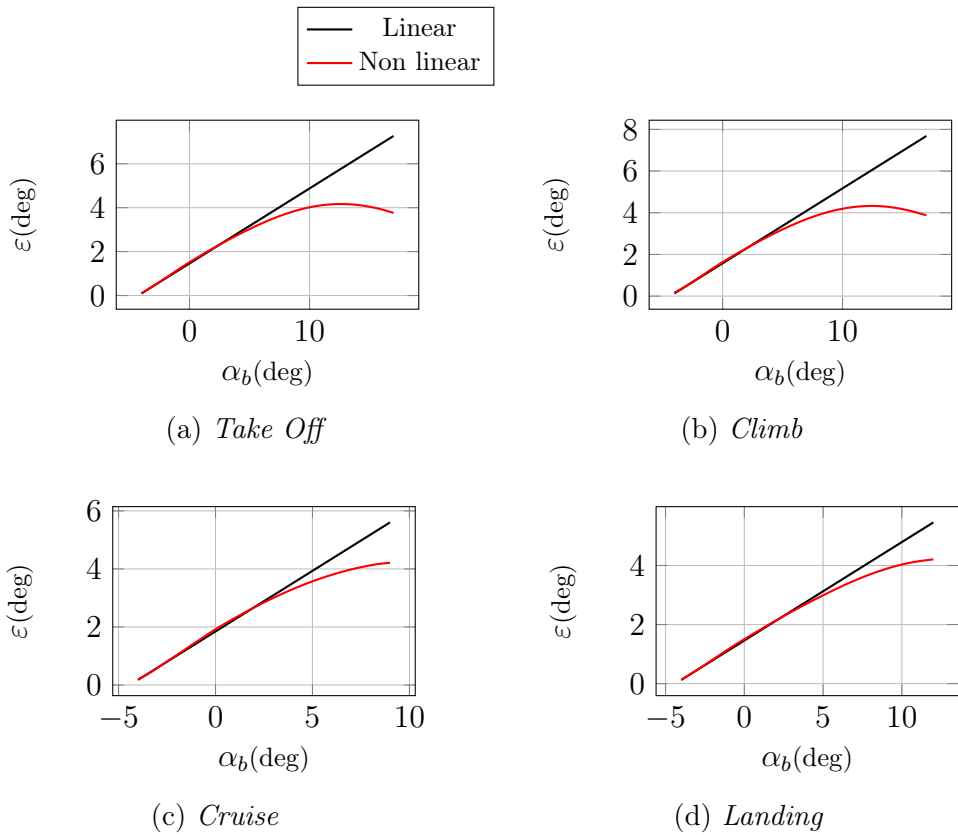 Linear
Non linear
6
4
2
0
ε(deg)
0 10
α_b(deg)
(a) Take Off
8
6
4
2
0
ε(deg)
0 10
α_b(deg)
(b) Climb
6
4
2
0
ε(deg)
−5 0 5 10
α_b(deg)
(c) Cruise
4
2
0
ε(deg)
−5 0 5 10
α_b(deg)
(d) Landing